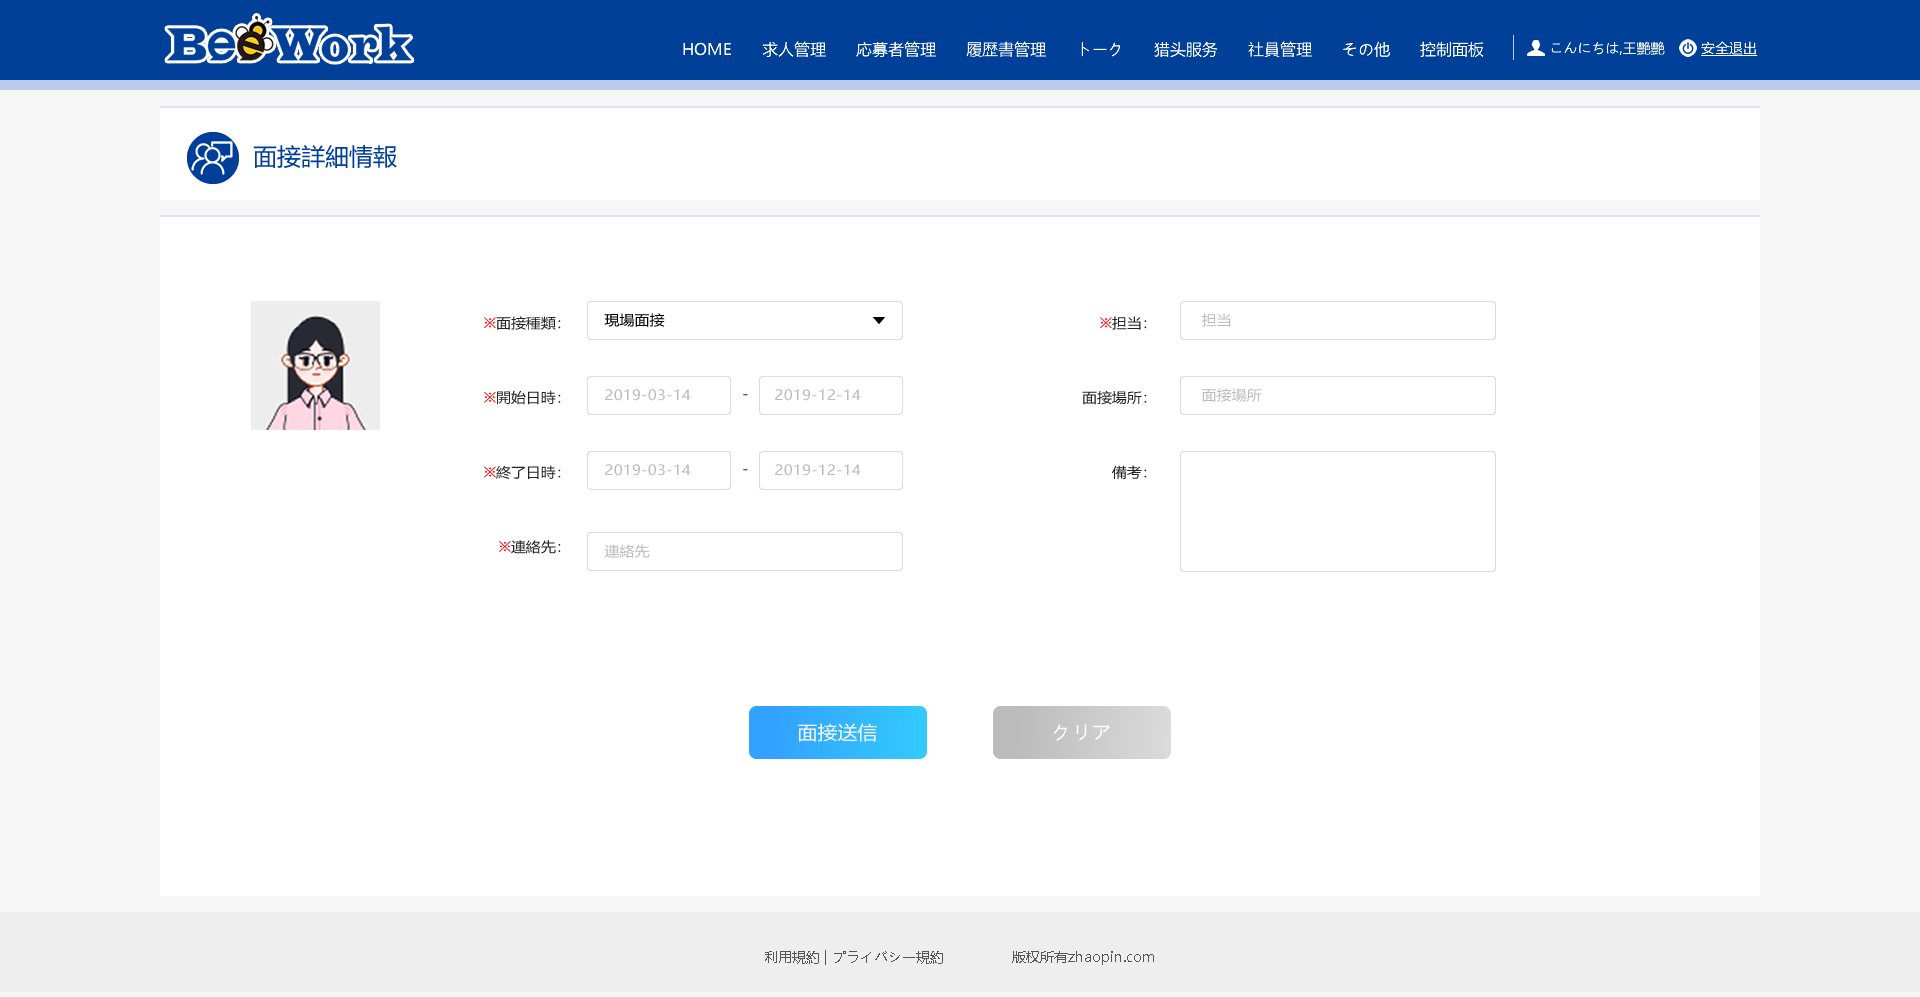 BeeWork
HOME 求人管理 応募者管理 履歴書管理 トーク 猎头服务 社員管理 その他 控制面板 こんにちは,王艷艷 安全退出
面接詳細情報
※面接種類: 現場面接 ※担当: 担当
※開始日時: 2019-03-14 - 2019-12-14 面接場所: 面接場所
※終了日時: 2019-03-14 - 2019-12-14 備考:
※連絡先: 連絡先
面接送信 クリア
利用規約 | プライバシー規約 版权所有zhaopin.com